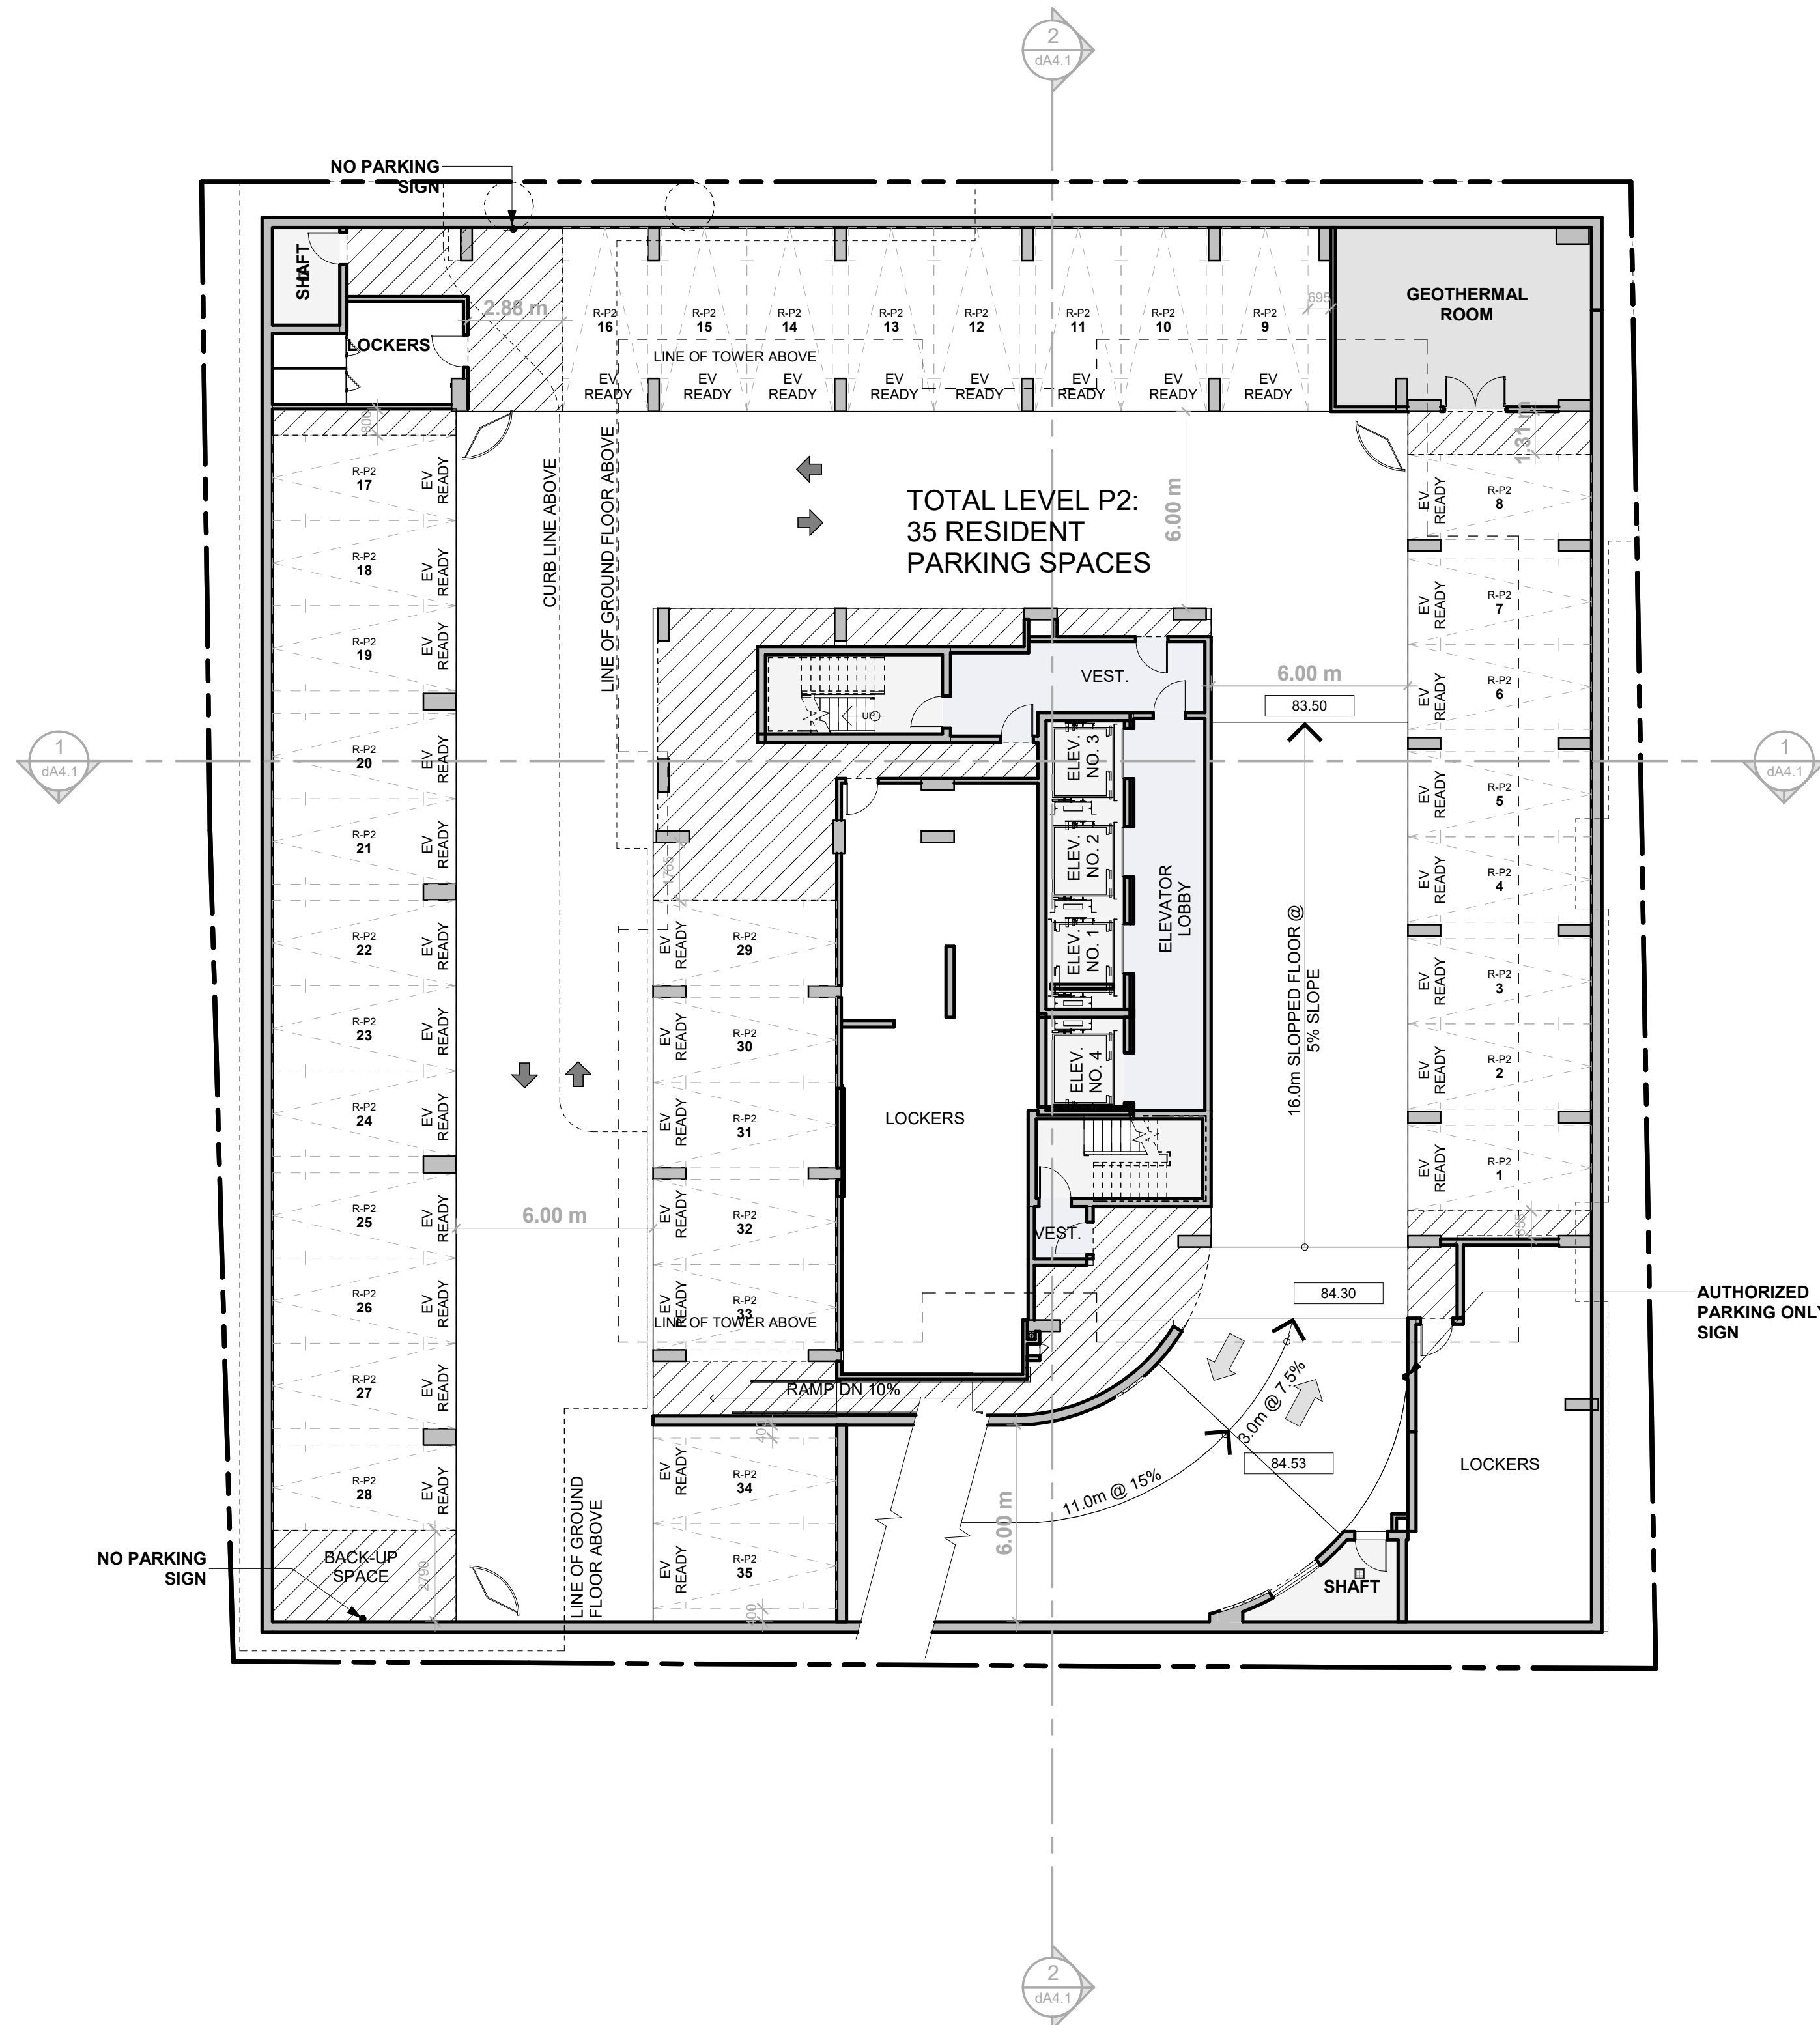 2
dA4.1
NO PARKING
SIGN
SHAFT
2.88 m
LOCKERS
R-P2
16
R-P2
15
R-P2
14
R-P2
13
R-P2
12
R-P2
11
R-P2
10
R-P2
9
695
GEOTHERMAL
ROOM
LINE OF TOWER ABOVE
EV
READY
EV
READY
EV
READY
EV
READY
EV
READY
EV
READY
EV
READY
EV
READY
800
1.31 m
R-P2
17
EV
READY
CURB LINE ABOVE
LINE OF GROUND FLOOR ABOVE
TOTAL LEVEL P2:
35 RESIDENT
PARKING SPACES
6.00 m
EV
READY
R-P2
8
R-P2
18
EV
READY
EV
READY
R-P2
7
R-P2
19
EV
READY
VEST.
6.00 m
83.50
EV
READY
R-P2
6
UP
1
dA4.1
R-P2
20
EV
READY
ELEV.
NO. 3
EV
READY
R-P2
5
1
dA4.1
R-P2
21
EV
READY
1765
ELEV.
NO. 2
EV
READY
R-P2
4
R-P2
22
EV
READY
EV
READY
R-P2
29
ELEV.
NO. 1
ELEVATOR
LOBBY
16.0m SLOPPED FLOOR @
5% SLOPE
EV
READY
R-P2
3
R-P2
23
EV
READY
EV
READY
R-P2
30
ELEV.
NO. 4
EV
READY
R-P2
2
R-P2
24
EV
READY
EV
READY
R-P2
31
LOCKERS
EV
READY
R-P2
1
R-P2
25
EV
READY
6.00 m
EV
READY
R-P2
32
VEST.
855
R-P2
26
EV
READY
EV
READY
R-P2
33
LINE OF TOWER ABOVE
84.30
AUTHORIZED
PARKING ONLY
SIGN
R-P2
27
EV
READY
RAMP DN 10%
3.0m @ 7.5%
400
R-P2
28
EV
READY
EV
READY
R-P2
34
11.0m @ 15%
84.53
LOCKERS
LINE OF GROUND
FLOOR ABOVE
6.00 m
NO PARKING
SIGN
BACK-UP
SPACE
2790
EV
READY
R-P2
35
SHAFT
2
dA4.1